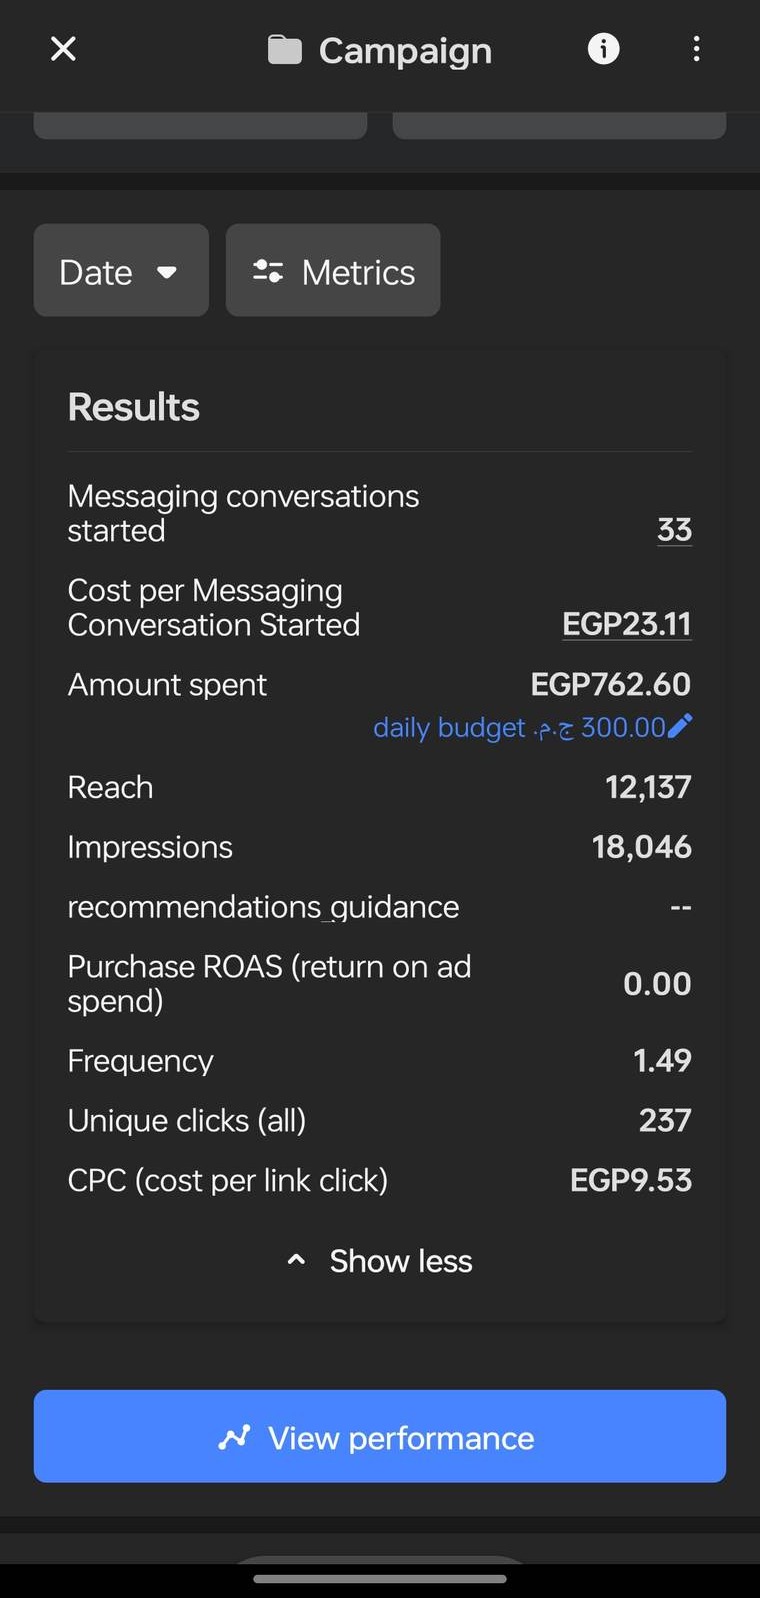 Campaign
Date
Metrics
Results
Messaging conversations
started
33
Cost per Messaging
Conversation Started
EGP23.11
Amount spent
EGP762.60
daily budget ج.م.‏ 300.00
Reach
12,137
Impressions
18,046
recommendations_guidance
--
Purchase ROAS (return on ad
spend)
0.00
Frequency
1.49
Unique clicks (all)
237
CPC (cost per link click)
EGP9.53
Show less
View performance